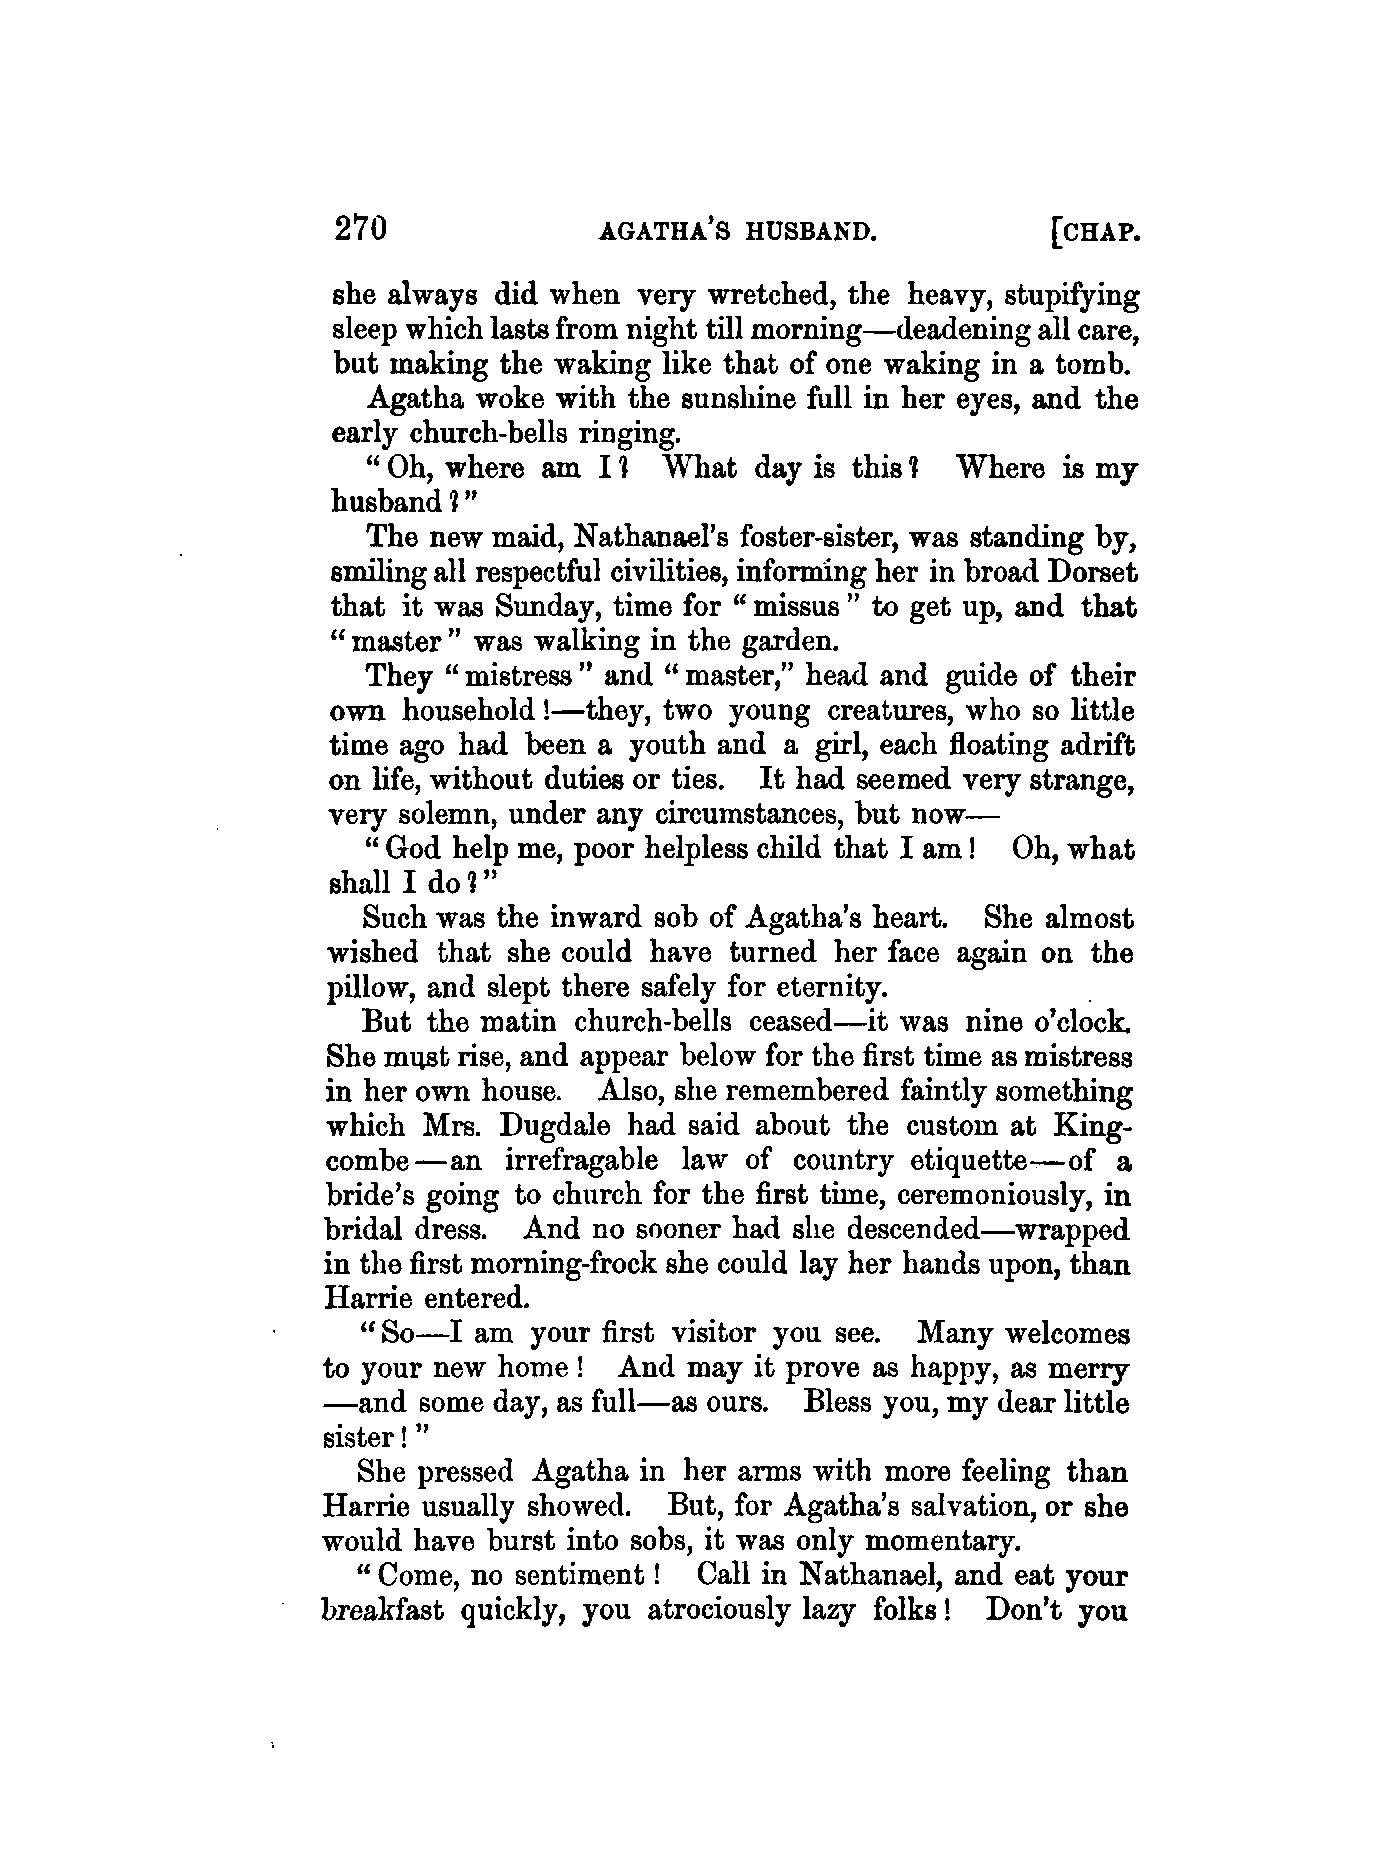 270 AGATHA'S HUSBAND. [CHAP.
she always did when very wretched, the heavy, stupifying
sleep which lasts from night till morning—deadening all care,
but making the waking like that of one waking in a tomb.
Agatha woke with the sunshine full in her eyes, and the
early church-bells ringing.
"Oh, where am I? What day is this? Where is my
husband?"
The new maid, Nathanael's foster-sister, was standing by,
smiling all respectful civilities, informing her in broad Dorset
that it was Sunday, time for "missus" to get up, and that
"master" was walking in the garden.
They "mistress" and "master," head and guide of their
own household!—they, two young creatures, who so little
time ago had been a youth and a girl, each floating adrift
on life, without duties or ties. It had seemed very strange,
very solemn, under any circumstances, but now—
"God help me, poor helpless child that I am! Oh, what
shall I do?"
Such was the inward sob of Agatha's heart. She almost
wished that she could have turned her face again on the
pillow, and slept there safely for eternity.
But the matin church-bells ceased—it was nine o'clock.
She must rise, and appear below for the first time as mistress
in her own house. Also, she remembered faintly something
which Mrs. Dugdale had said about the custom at King-
combe—an irrefragable law of country etiquette—of a
bride's going to church for the first time, ceremoniously, in
bridal dress. And no sooner had she descended—wrapped
in the first morning-frock she could lay her hands upon, than
Harrie entered.
"So—I am your first visitor you see. Many welcomes
to your new home! And may it prove as happy, as merry
—and some day, as full—as ours. Bless you, my dear little
sister!"
She pressed Agatha in her arms with more feeling than
Harrie usually showed. But, for Agatha's salvation, or she
would have burst into sobs, it was only momentary.
"Come, no sentiment! Call in Nathanael, and eat your
breakfast quickly, you atrociously lazy folks! Don't you